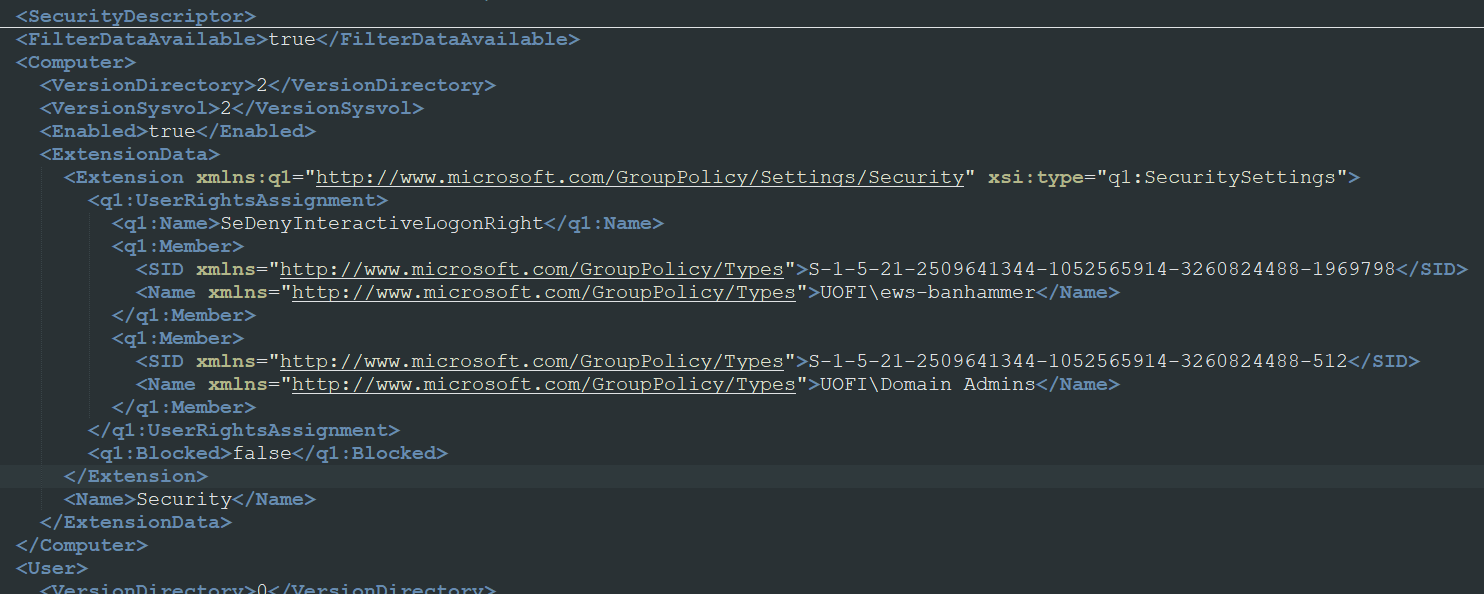 <SecurityDescriptor>
<FilterDataAvailable>true</FilterDataAvailable>
<Computer>
<VersionDirectory>2</VersionDirectory>
<VersionSysvol>2</VersionSysvol>
<Enabled>true</Enabled>
<ExtensionData>
<Extension xmlns:q1="http://www.microsoft.com/GroupPolicy/Settings/Security" xsi:type="q1:SecuritySettings">
<q1:UserRightsAssignment>
<q1:Name>SeDenyInteractiveLogonRight</q1:Name>
<q1:Member>
<SID xmlns="http://www.microsoft.com/GroupPolicy/Types">S-1-5-21-2509641344-1052565914-3260824488-1969798</SID>
<Name xmlns="http://www.microsoft.com/GroupPolicy/Types">UOFI\ews-banhammer</Name>
</q1:Member>
<q1:Member>
<SID xmlns="http://www.microsoft.com/GroupPolicy/Types">S-1-5-21-2509641344-1052565914-3260824488-512</SID>
<Name xmlns="http://www.microsoft.com/GroupPolicy/Types">UOFI\Domain Admins</Name>
</q1:Member>
</q1:UserRightsAssignment>
<q1:Blocked>false</q1:Blocked>
</Extension>
<Name>Security</Name>
</ExtensionData>
</Computer>
<User>
<VersionDirectory>0</VersionDirectory>